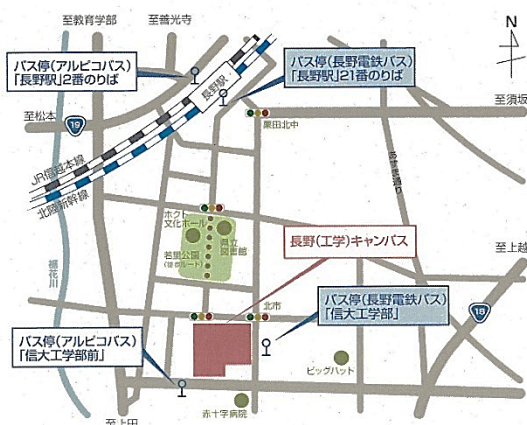 至教育学部
至善光寺
N
バス停(アルピコバス)
「長野駅」2番のりば
バス停(長野電鉄バス)
「長野駅」21番のりば
長野駅
至松本
19
至須坂
栗田北中
JR信越本線
北陸新幹線
ホクト
文化ホール
県立
図書館
若里公園
長野(工学)キャンパス
至上越
裾花川
北市
バス停(長野電鉄バス)
「信大工学部」
18
バス停(アルピコバス)
「信大工学部前」
ビッグハット
赤十字病院
至上田